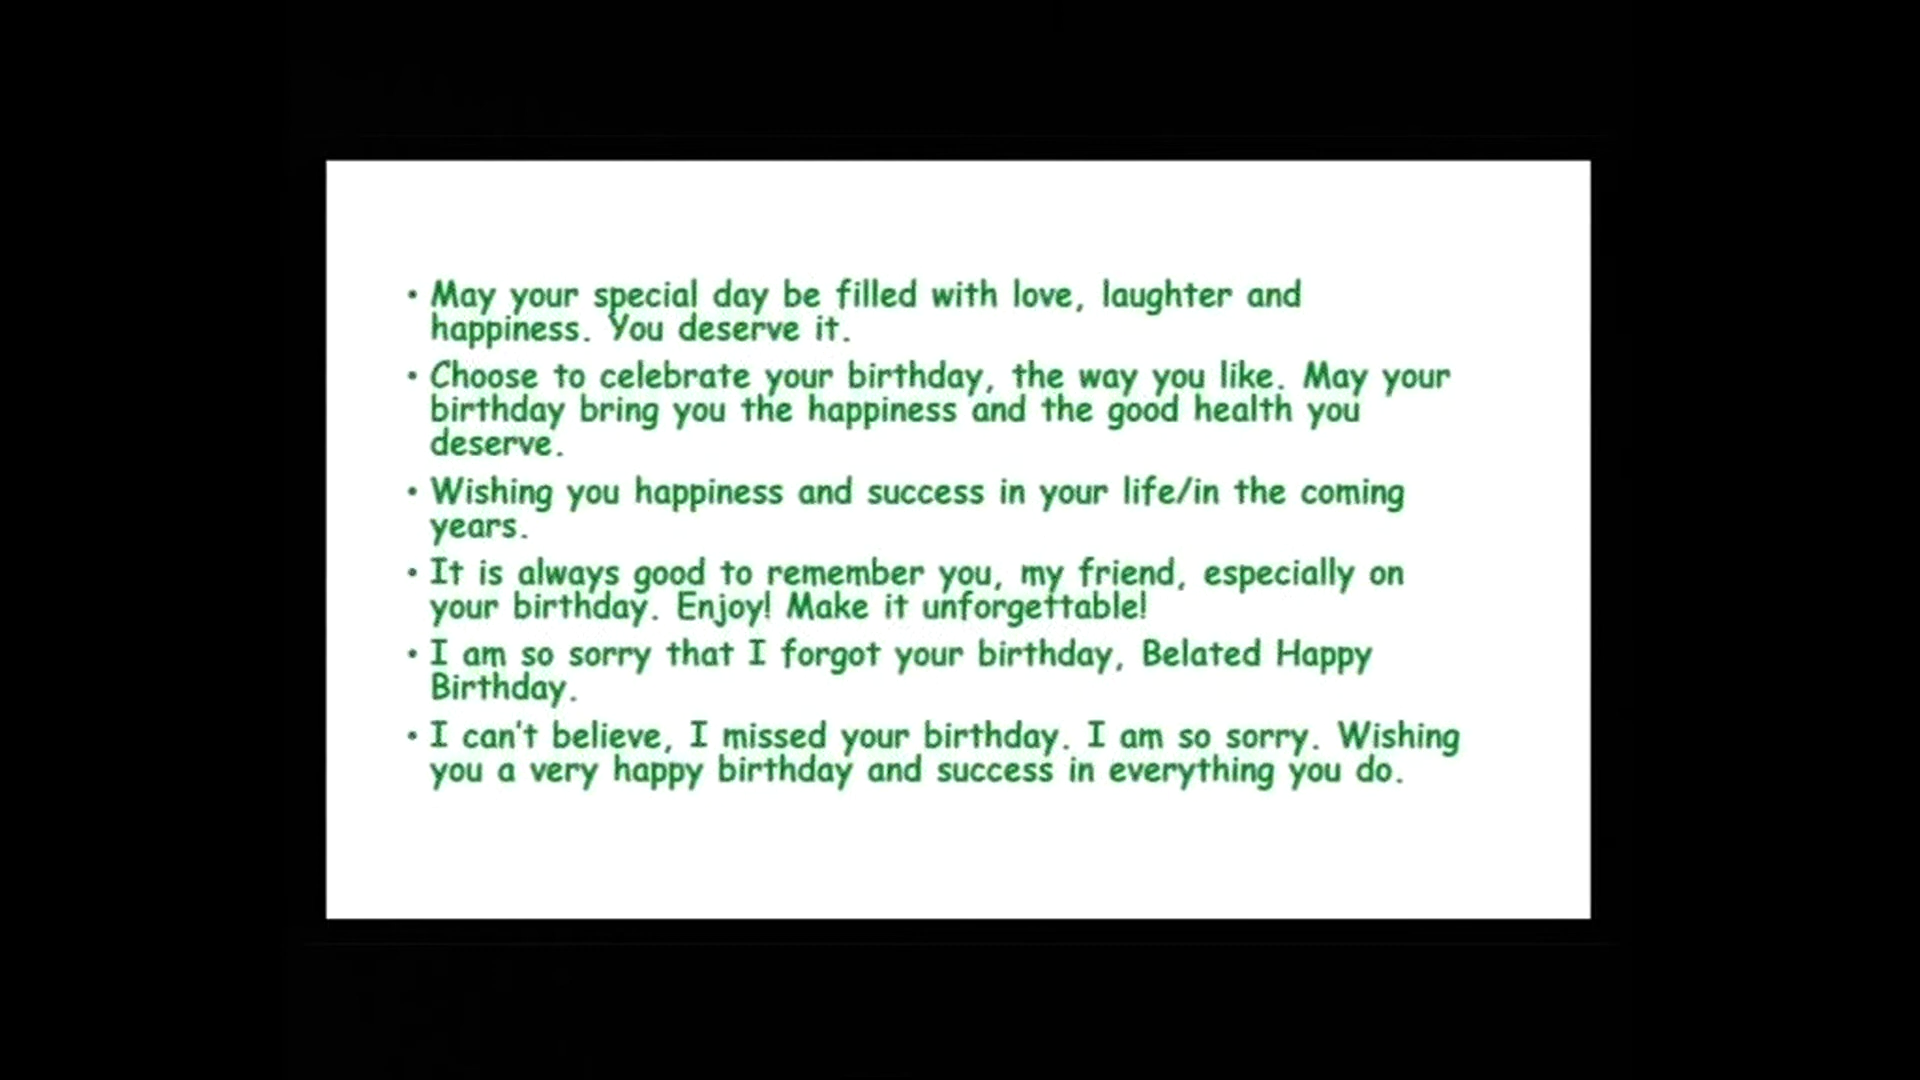 • May your special day be filled with love, laughter and
happiness. You deserve it.
• Choose to celebrate your birthday, the way you like. May your
birthday bring you the happiness and the good health you
deserve.
• Wishing you happiness and success in your life/in the coming
years.
• It is always good to remember you, my friend, especially on
your birthday. Enjoy! Make it unforgettable!
• I am so sorry that I forgot your birthday, Belated Happy
Birthday.
• I can't believe, I missed your birthday. I am so sorry. Wishing
you a very happy birthday and success in everything you do.